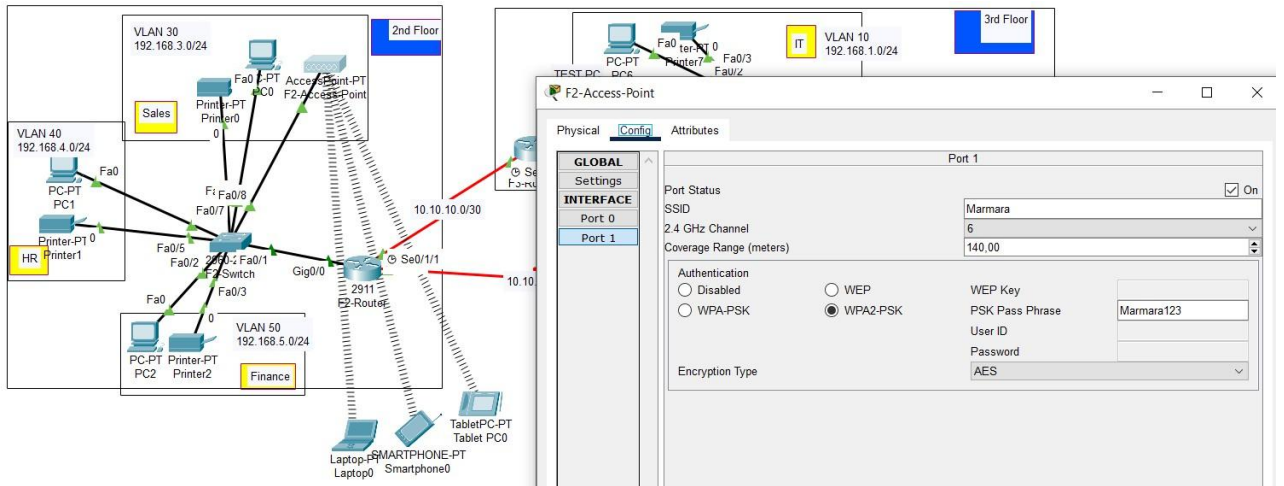 VLAN 30
192.168.3.0/24
2nd Floor
Fa0
C-PT
PC0
AccessPoint-PT
F2-Access-Point
Printer-PT
Printer0
0
Sales
VLAN 40
192.168.4.0/24
Fa0
PC-PT
PC1
Fa0/8
Fa0/7
Printer-PT
Printer1
0
HR
Fa0/5
Fa0/2
Fa0/1
F2-Switch
Gig0/0
Fa0/3
2911
F2-Router
Se0/1/1
10.10.10.0/30
10.10.
Fa0
0
VLAN 50
192.168.5.0/24
PC-PT
PC2
Printer-PT
Printer2
Finance
Laptop-PT
Laptop0
SMARTPHONE-PT
Smartphone0
TabletPC-PT
Tablet PC0
Fa0
0
Fa0/3
Fa0/2
PC-PT
PC6
Printer7
TEST PC
IT
VLAN 10
192.168.1.0/24
3rd Floor
F2-Access-Point
Physical
Config
Attributes
GLOBAL
Settings
INTERFACE
Port 0
Port 1
Port 1
Port Status
On
SSID
Marmara
2.4 GHz Channel
6
Coverage Range (meters)
140,00
Authentication
Disabled
WEP
WEP Key
WPA-PSK
WPA2-PSK
PSK Pass Phrase
Marmara123
User ID
Password
Encryption Type
AES